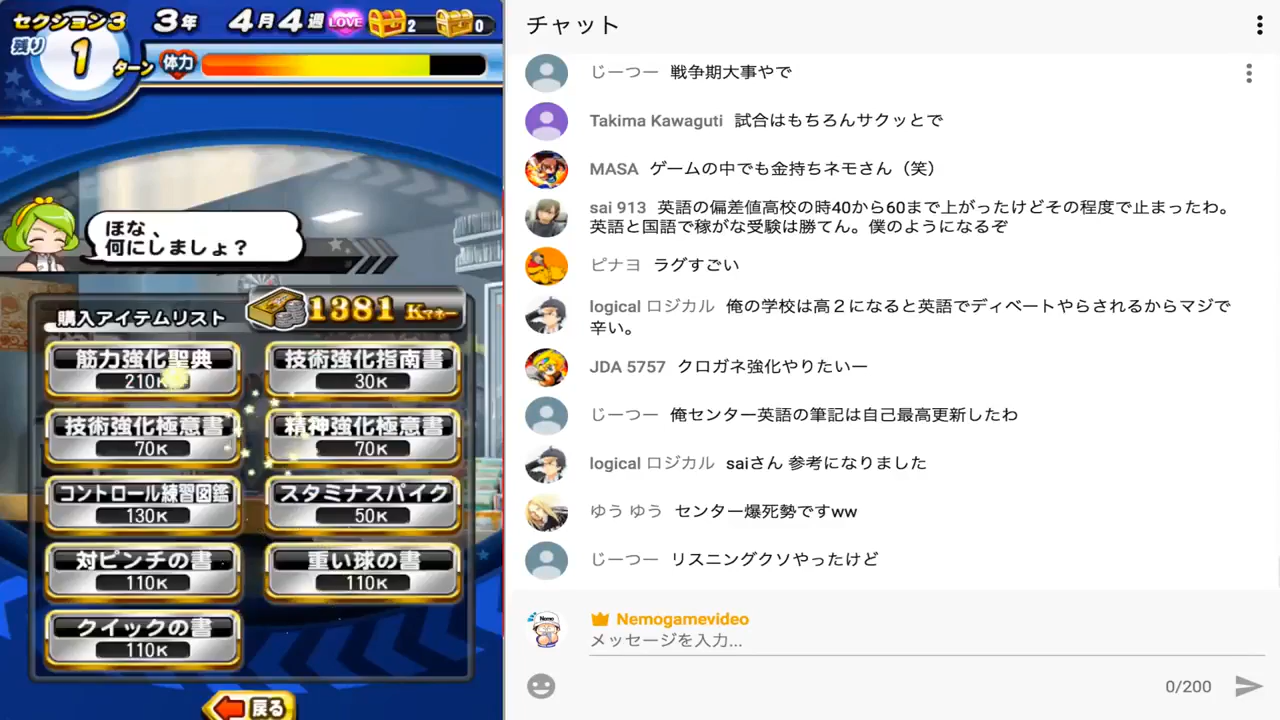 セクション3
残り
1
ターン
3年 4月4週
LOVE
2
0
体力
ほな、
何にしましょ？
購入アイテムリスト
1381 Kマネー
筋力強化聖典
210K
技術強化指南書
30K
技術強化極意書
70K
精神強化極意書
70K
コントロール練習図鑑
130K
スタミナスパイク
50K
対ピンチの書
110K
重い球の書
110K
クイックの書
110K
戻る
チャット
じーつー 戦争期大事やで
Takima Kawaguti 試合はもちろんサクッとで
MASA ゲームの中でも金持ちネモさん（笑）
sai 913 英語の偏差値高校の時40から60まで上がったけどその程度で止まったわ。
英語と国語で稼がな受験は勝てん。僕のようになるぞ
ピナヨ ラグすごい
logical ロジカル 俺の学校は高２になると英語でディベートやらされるからマジで
辛い。
JDA 5757 クロガネ強化やりたいー
じーつー 俺センター英語の筆記は自己最高更新したわ
logical ロジカル saiさん 参考になりました
ゆう ゆう センター爆死勢ですww
じーつー リスニングクソやったけど
Nemogamevideo
メッセージを入力...
0/200